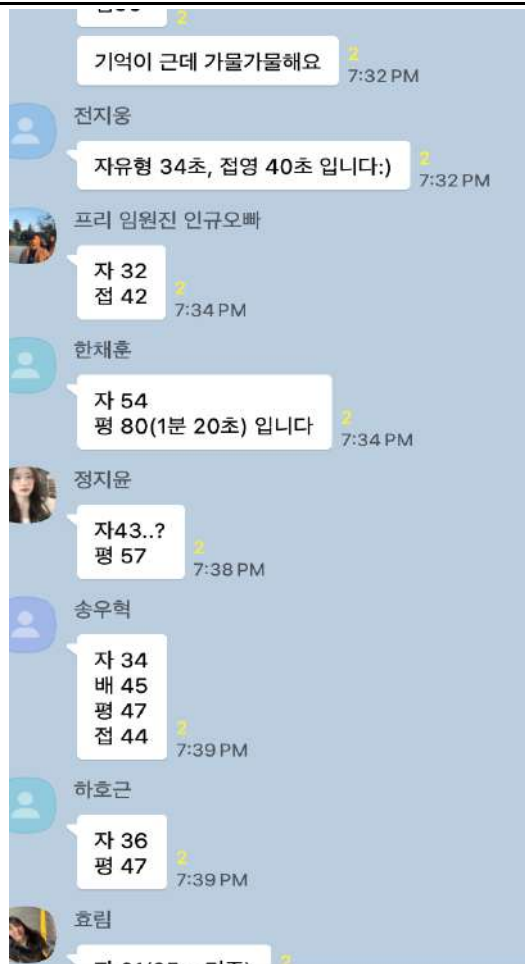 2
기억이 근데 가물가물해요
2
7:32 PM
전지웅
자유형 34초, 접영 40초 입니다:)
2
7:32 PM
프리 임원진 인규오빠
자 32
접 42
2
7:34 PM
한채훈
자 54
평 80(1분 20초) 입니다
2
7:34 PM
정지윤
자43..?
평 57
2
7:38 PM
송우혁
자 34
배 45
평 47
접 44
2
7:39 PM
하호근
자 36
평 47
2
7:39 PM
효림
2